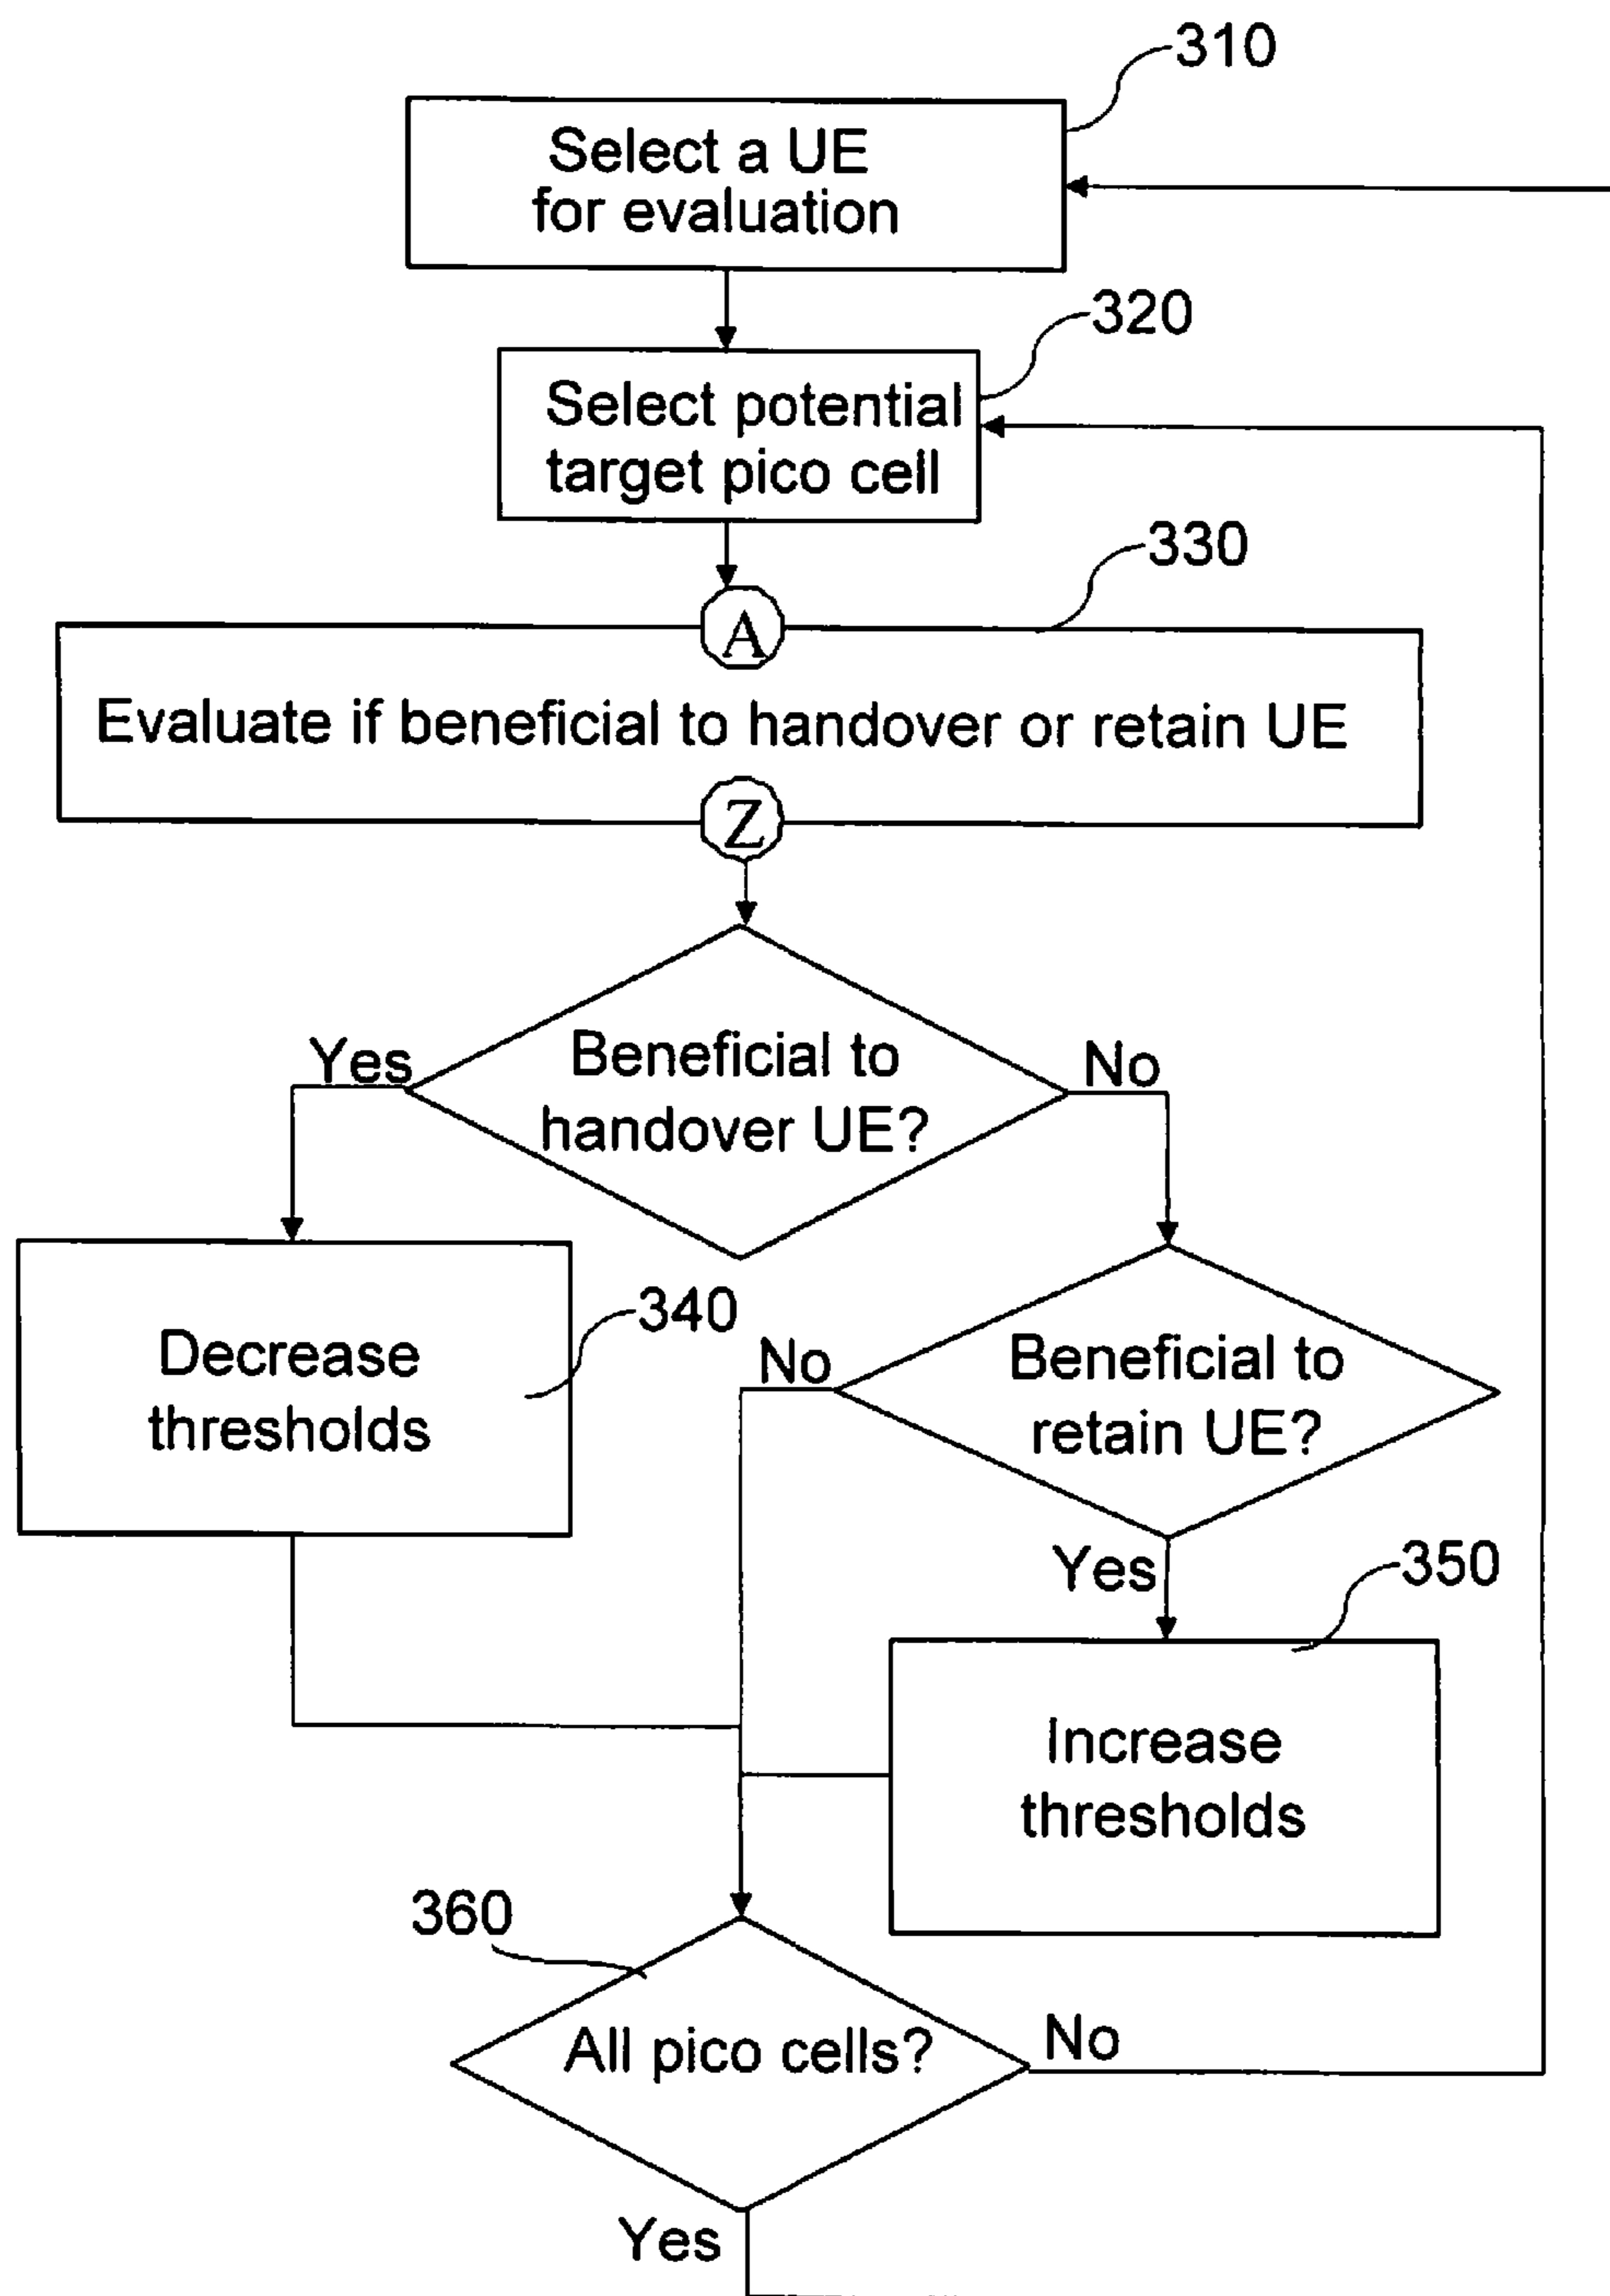 310
Select a UE
for evaluation
320
Select potential
target pico cell
330
A
Evaluate if beneficial to handover or retain UE
Z
Yes
Beneficial to
handover UE?
No
340
Decrease
thresholds
No
Beneficial to
retain UE?
Yes
350
Increase
thresholds
360
All pico cells?
No
Yes